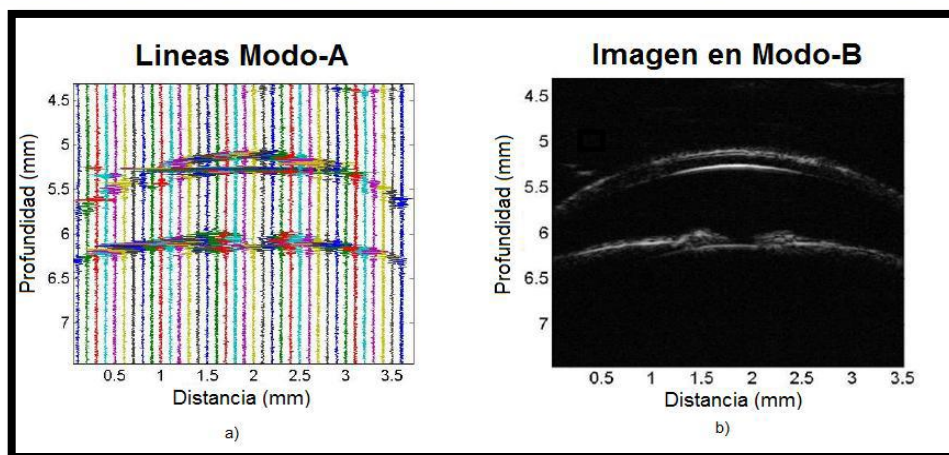 Lineas Modo-A
4.5
5
5.5
6
6.5
7
Profundidad (mm)
0.5 1 1.5 2 2.5 3 3.5
Distancia (mm)
a)
Imagen en Modo-B
4.5
5
5.5
6
6.5
7
Profundidad (mm)
0.5 1 1.5 2 2.5 3 3.5
Distancia (mm)
b)